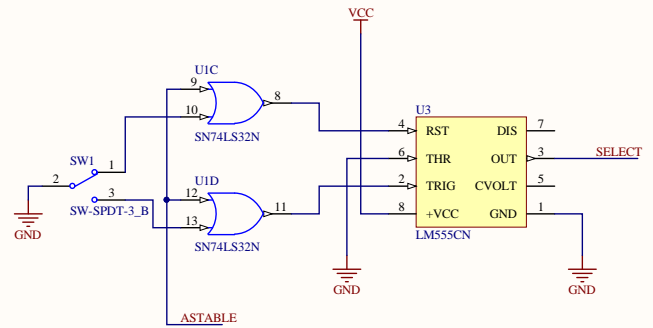 VCC
U1C
9
8
10
SN74LS32N
U3
4 RST DIS 7
6 THR OUT 3 SELECT
2 TRIG CVOLT 5
8 +VCC GND 1
LM555CN
SW1
1
2
3
SW-SPDT-3_B
GND
U1D
12
11
13
SN74LS32N
GND
GND
ASTABLE